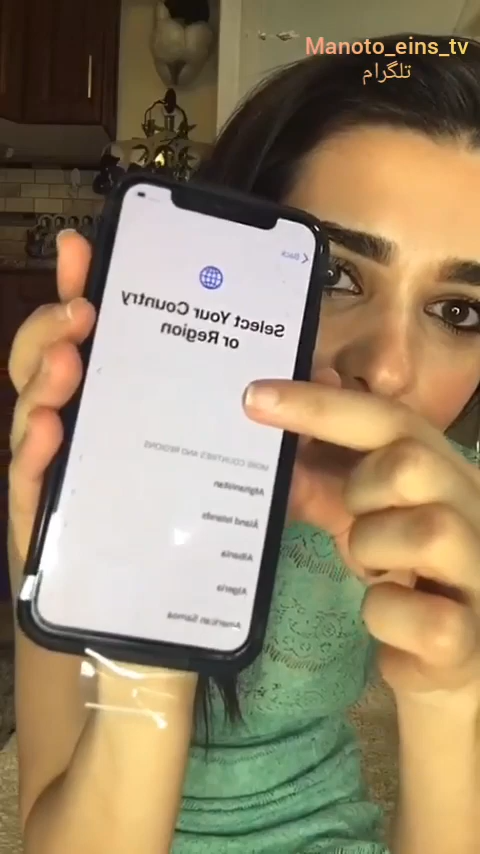 Manoto_eins_tv
تلگرام
Back
Select Your Country
or Region
MORE COUNTRIES AND REGIONS
Afghanistan
Åland Islands
Albania
Algeria
American Samoa